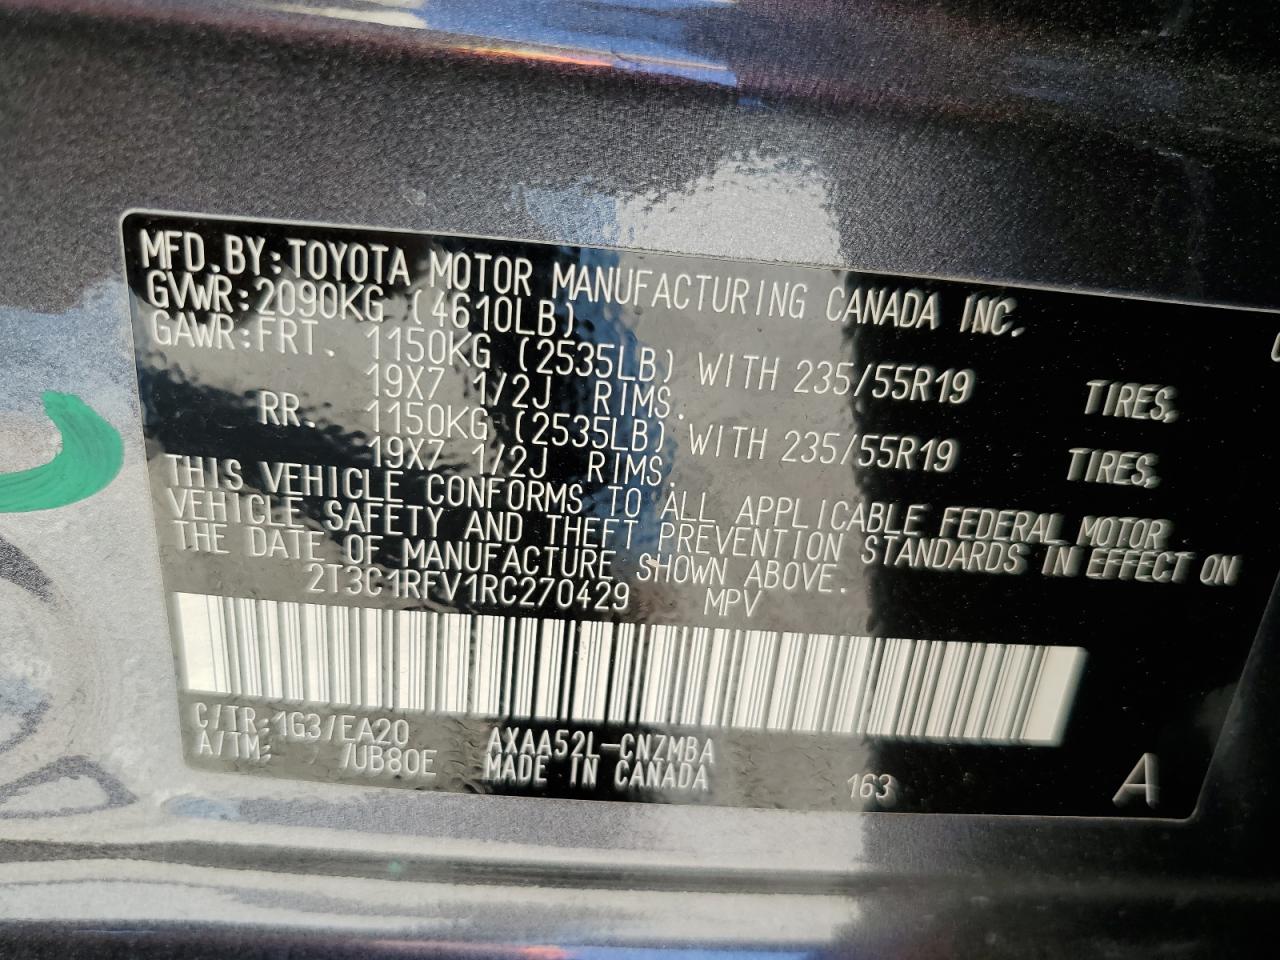 MFD.BY:TOYOTA MOTOR MANUFACTURING CANADA INC.
GVWR:2090KG (4610LB)
GAWR:FRT. 1150KG (2535LB) WITH 235/55R19 TIRES,
19X7 1/2J RIMS.
RR. 1150KG (2535LB) WITH 235/55R19 TIRES,
19X7 1/2J RIMS.
THIS VEHICLE CONFORMS TO ALL APPLICABLE FEDERAL MOTOR
VEHICLE SAFETY AND THEFT PREVENTION STANDARDS IN EFFECT ON
THE DATE OF MANUFACTURE SHOWN ABOVE.
2T3C1RFV1RC270429 MPV
C/TR:1G3/EA20 AXAA52L-CNZMBA
A/TM: /UB80E MADE IN CANADA 163 A